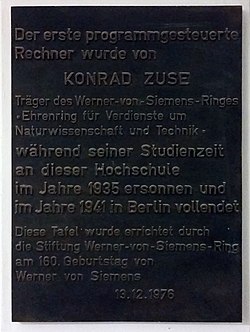 Der erste programmgesteuerte
Rechner wurde von
KONRAD ZUSE
Träger des Werner-von-Siemens-Ringes
·Ehrenring für Verdienste um
Naturwissenschaft und Technik·
während seiner Studienzeit
an dieser Hochschule
im Jahre 1935 ersonnen und
im Jahre 1941 in Berlin vollendet
Diese Tafel wurde errichtet durch
die Stiftung Werner-von-Siemens-Ring
am 160. Geburtstag von
Werner von Siemens
13.12.1976